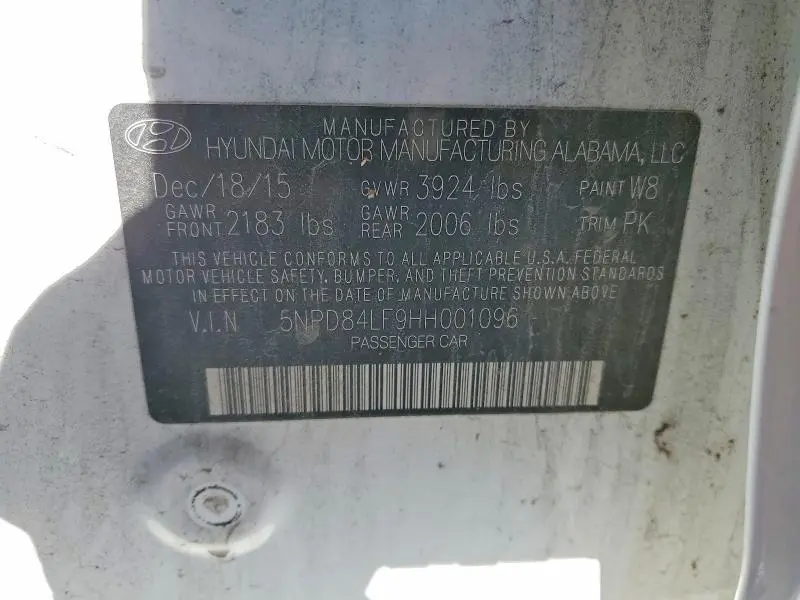 MANUFACTURED BY
HYUNDAI MOTOR MANUFACTURING ALABAMA, LLC
Dec/18/15 GVWR 3924 lbs PAINT W8
GAWR FRONT 2183 lbs GAWR REAR 2006 lbs TRIM PK
THIS VEHICLE CONFORMS TO ALL APPLICABLE U.S.A. FEDERAL
MOTOR VEHICLE SAFETY, BUMPER, AND THEFT PREVENTION STANDARDS
IN EFFECT ON THE DATE OF MANUFACTURE SHOWN ABOVE
V.I.N 5NPD84LF9HH001096
PASSENGER CAR